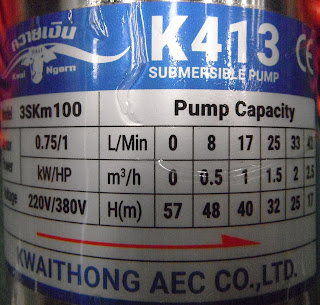 ควายเงิน
Kwai Ngern
K413
SUBMERSIBLE PUMP
CE
3SKm100 Pump Capacity
0.75/1 L/Min 0 8 17 25 33
kW/HP m³/h 0 0.5 1 1.5 2
220V/380V H(m) 57 48 40 32 25
KWAITHONG AEC CO.,LTD.